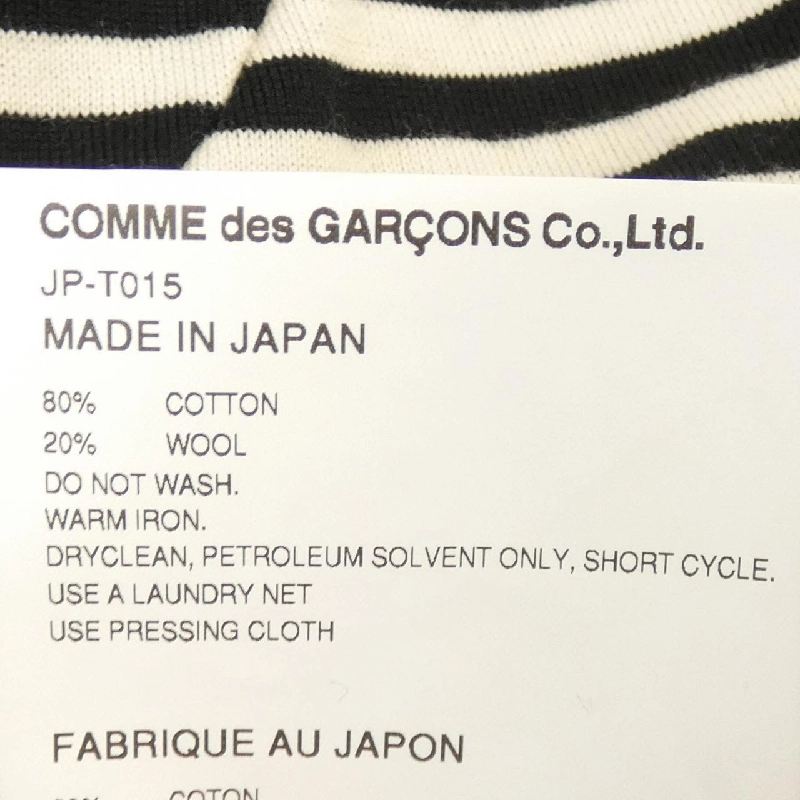 COMME des GARÇONS Co.,Ltd.
JP-T015
MADE IN JAPAN
80% COTTON
20% WOOL
DO NOT WASH.
WARM IRON.
DRYCLEAN, PETROLEUM SOLVENT ONLY, SHORT CYCLE.
USE A LAUNDRY NET
USE PRESSING CLOTH
FABRIQUE AU JAPON
COTON